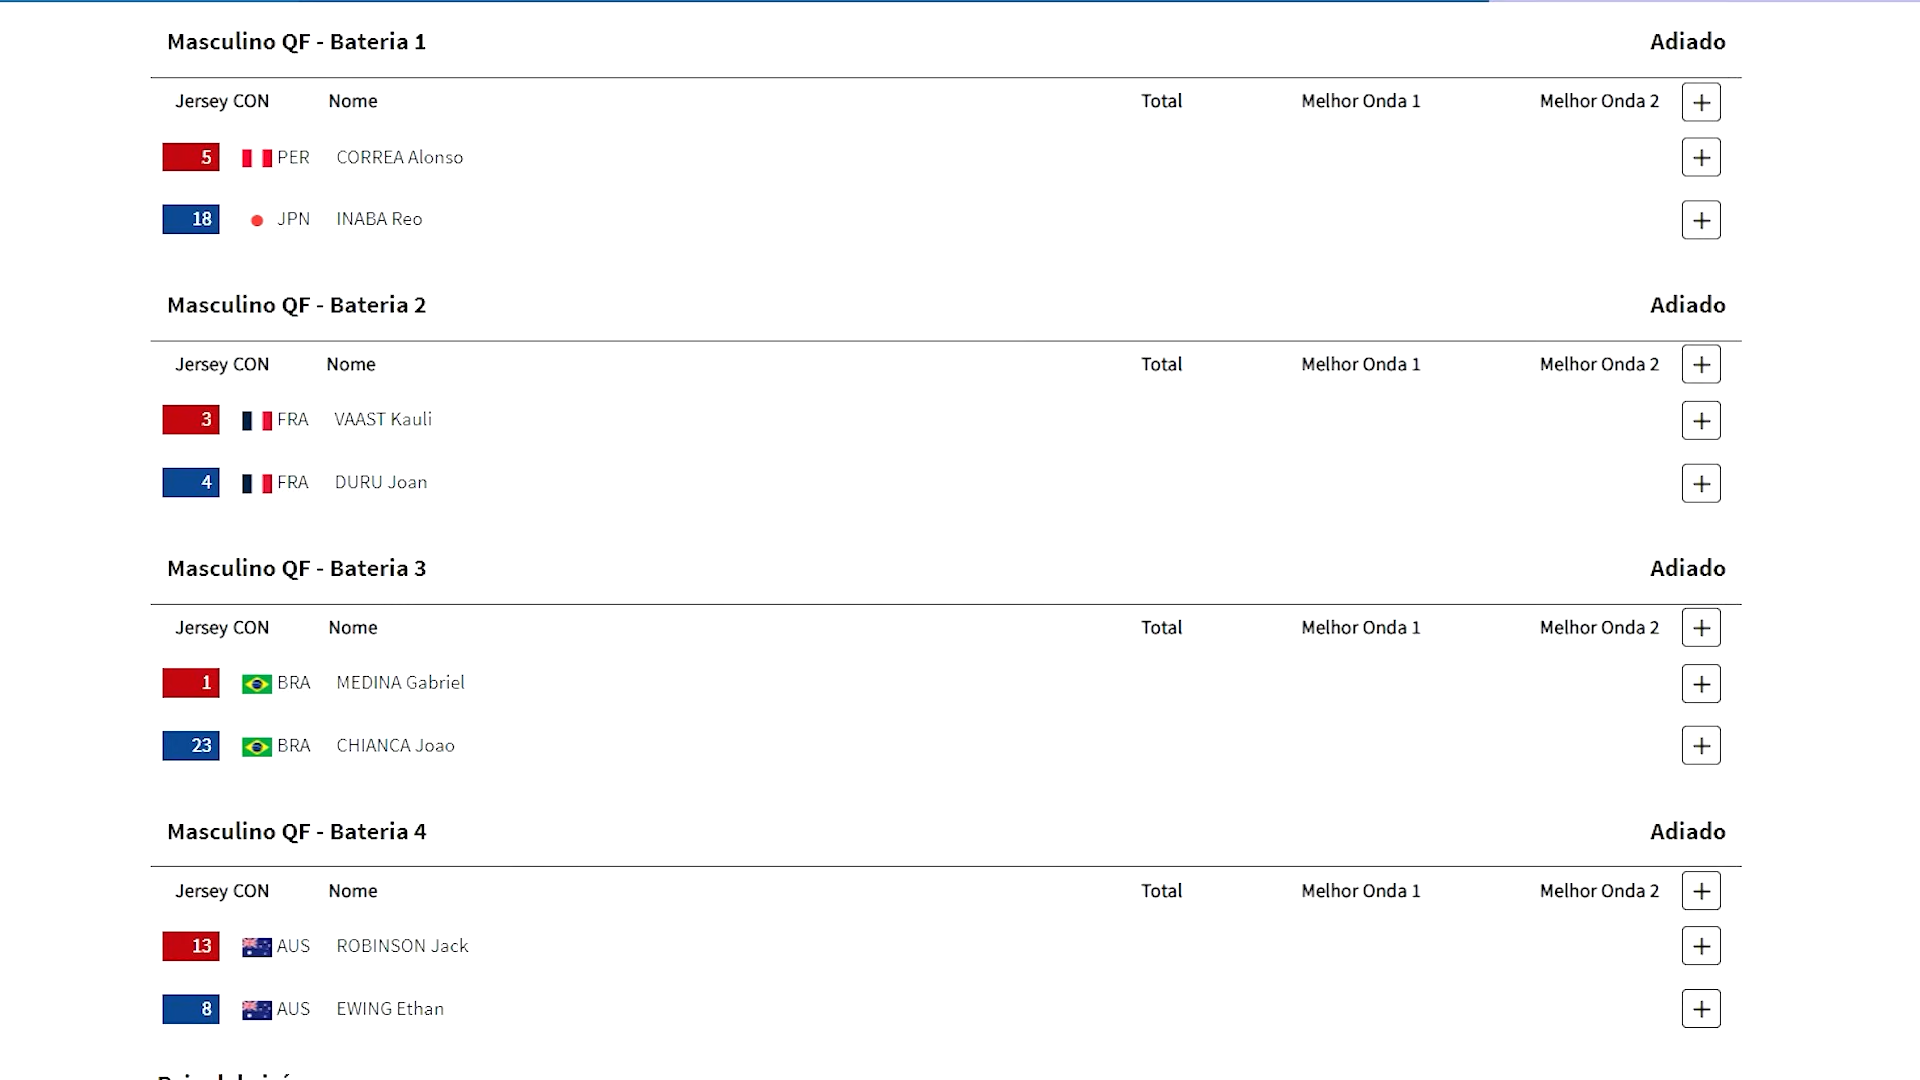 Masculino QF - Bateria 1 Adiado
Jersey CON Nome Total Melhor Onda 1 Melhor Onda 2
5 PER CORREA Alonso
18 JPN INABA Reo
Masculino QF - Bateria 2 Adiado
Jersey CON Nome Total Melhor Onda 1 Melhor Onda 2
3 FRA VAAST Kauli
4 FRA DURU Joan
Masculino QF - Bateria 3 Adiado
Jersey CON Nome Total Melhor Onda 1 Melhor Onda 2
1 BRA MEDINA Gabriel
23 BRA CHIANCA Joao
Masculino QF - Bateria 4 Adiado
Jersey CON Nome Total Melhor Onda 1 Melhor Onda 2
13 AUS ROBINSON Jack
8 AUS EWING Ethan